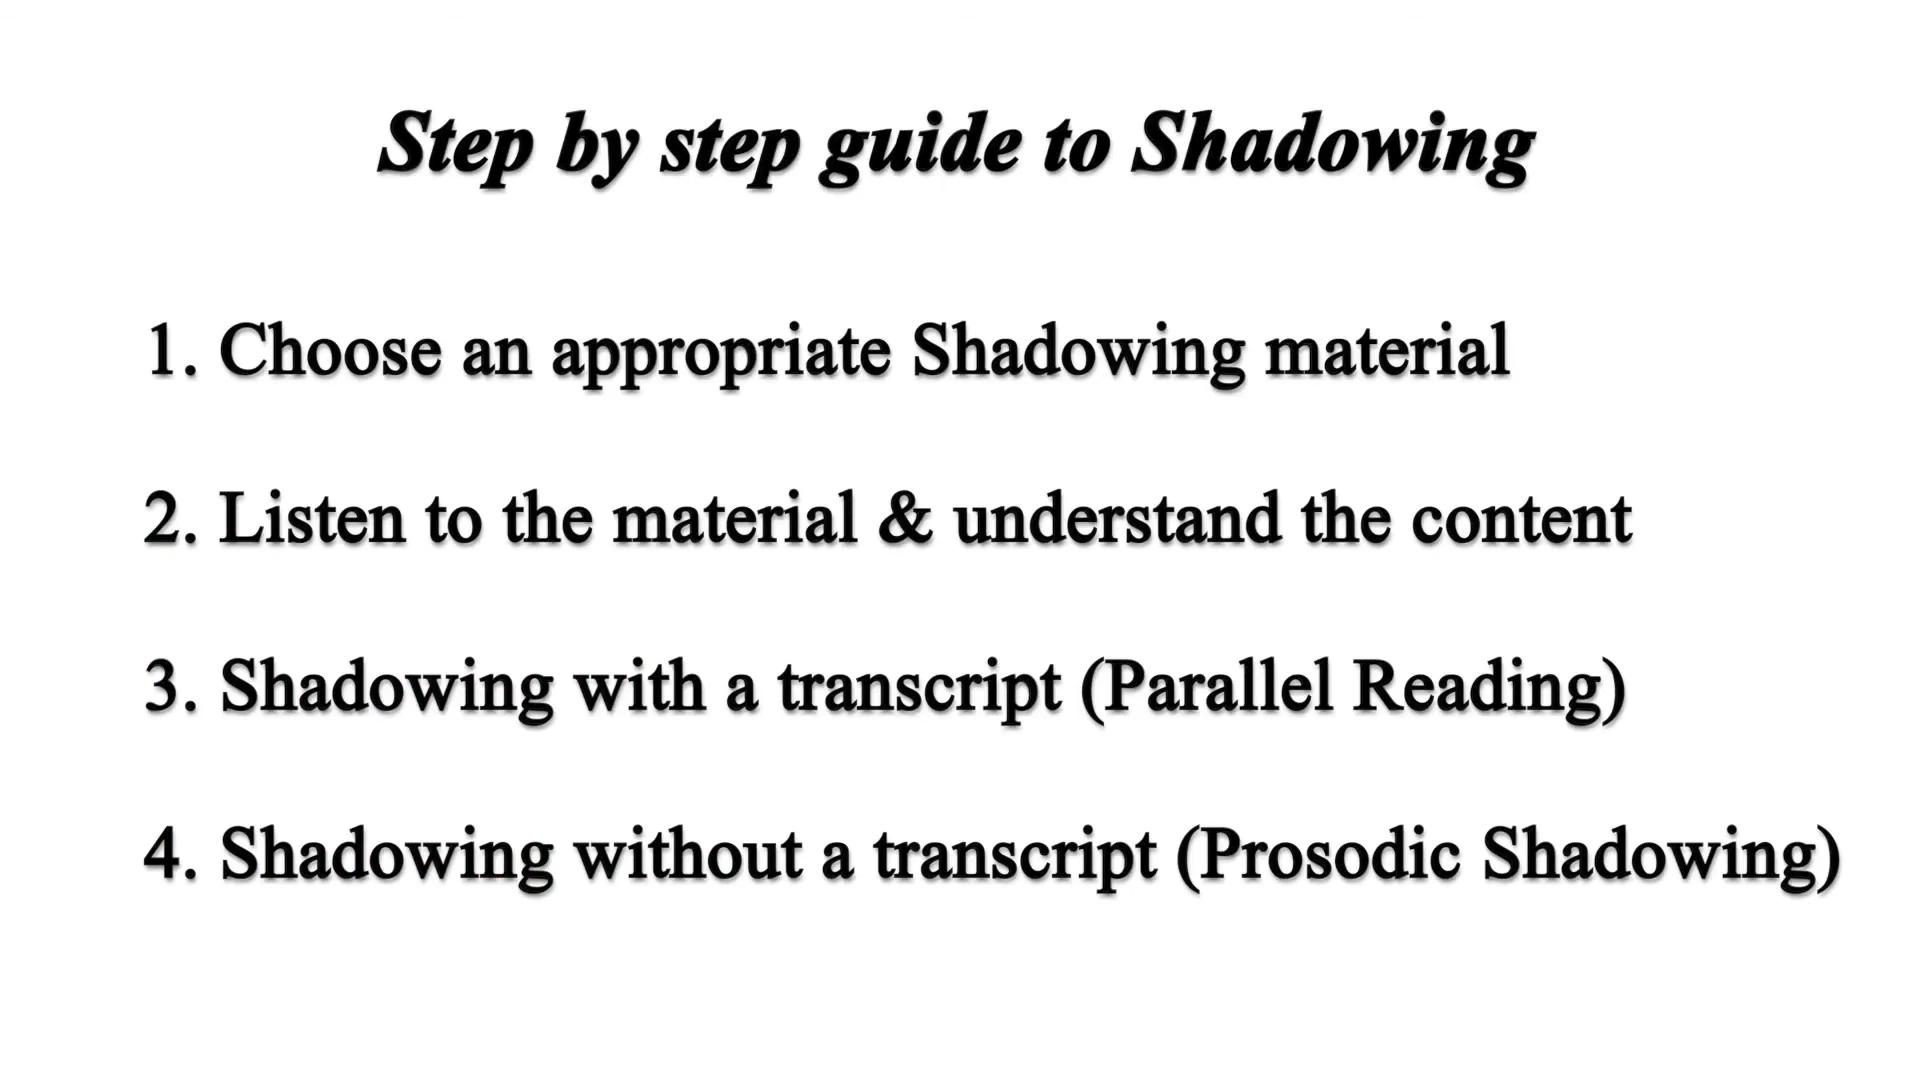 Step by step guide to Shadowing
1. Choose an appropriate Shadowing material
2. Listen to the material & understand the content
3. Shadowing with a transcript (Parallel Reading)
4. Shadowing without a transcript (Prosodic Shadowing)